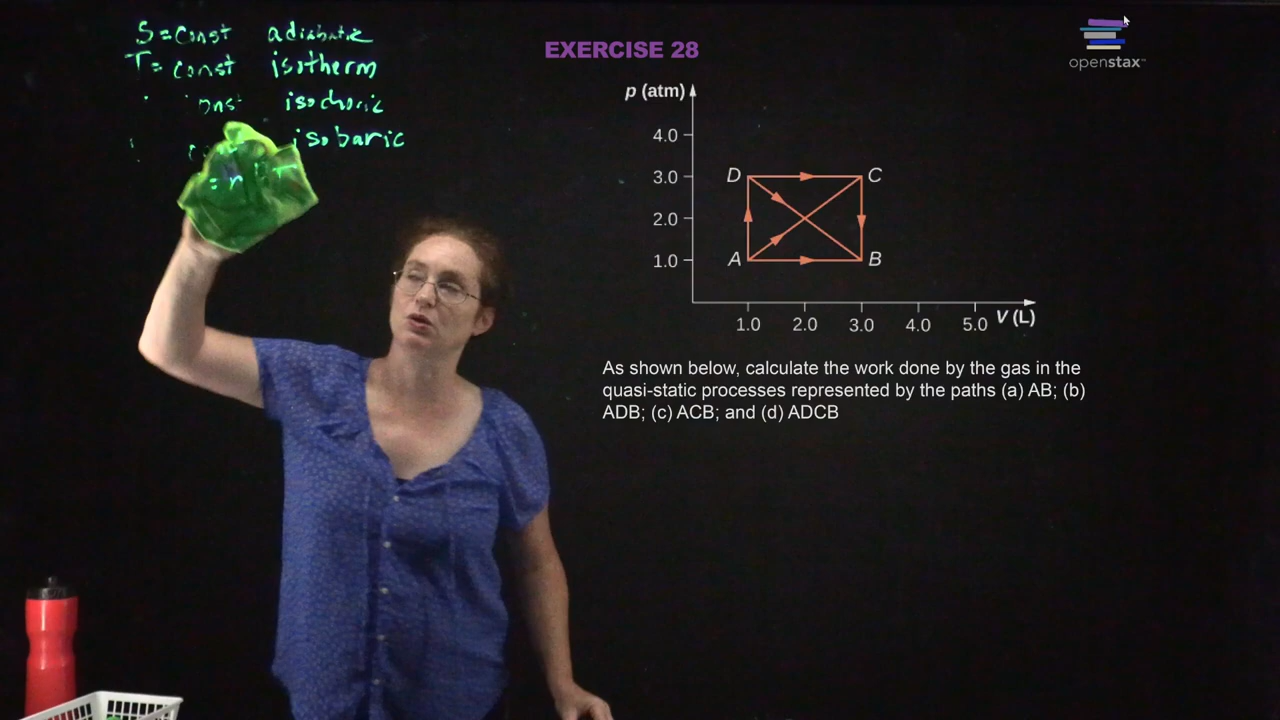 S = const adiabatic
T = const isotherm
onst isochoric
isobaric
= n
EXERCISE 28
openstax™
p (atm)
4.0
D 3.0 C
2.0
1.0 A B
1.0 2.0 3.0 4.0 5.0 V (L)
As shown below, calculate the work done by the gas in the
quasi-static processes represented by the paths (a) AB; (b)
ADB; (c) ACB; and (d) ADCB